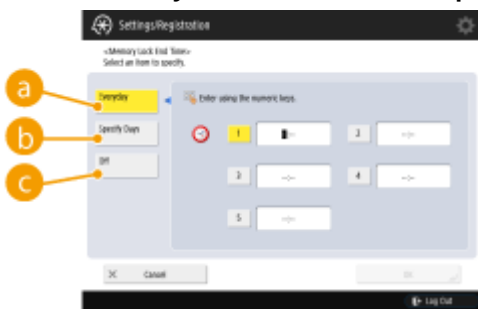 Settings/Registration
<Memory Lock End Time>
Select an item to specify.
a
Everyday
Enter using the numeric keys.
b
Specify Days
1
--:--
2
--:--
c
Off
3
--:--
4
--:--
5
--:--
Cancel
OK
Log Out